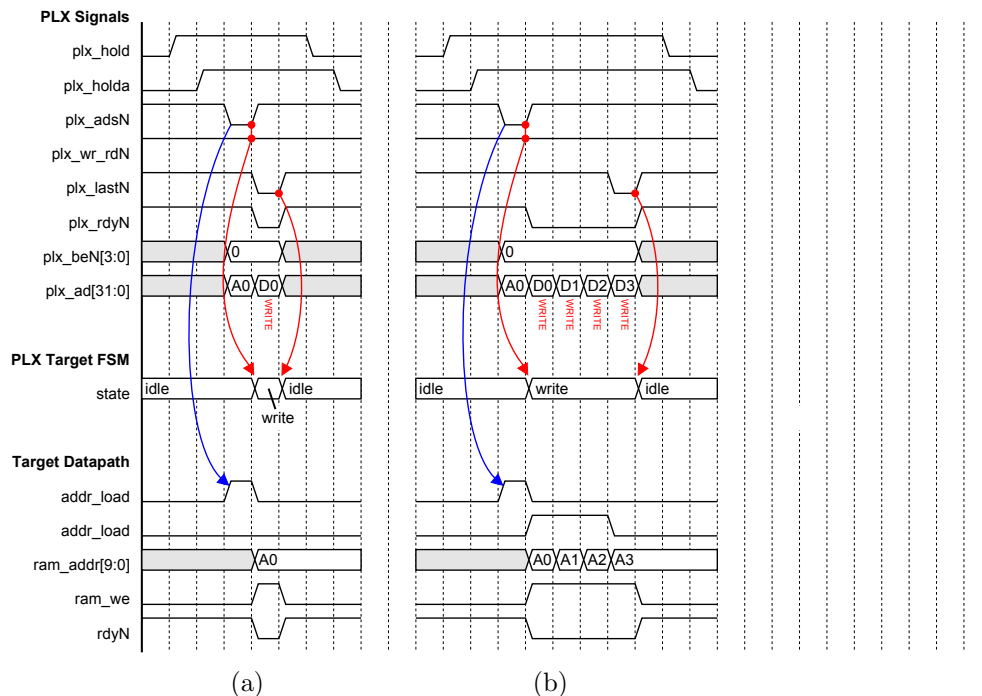 PLX Signals
plx_hold
plx_holda
plx_adsN
plx_wr_rdN
plx_lastN
plx_rdyN
plx_beN[3:0] 0 0
plx_ad[31:0] A0 D0 A0 D0 D1 D2 D3
WRITE WRITE WRITE WRITE WRITE
PLX Target FSM
state idle idle idle write idle
write
Target Datapath
addr_load
addr_load
ram_addr[9:0] A0 A0 A1 A2 A3
ram_we
rdyN
(a) (b)